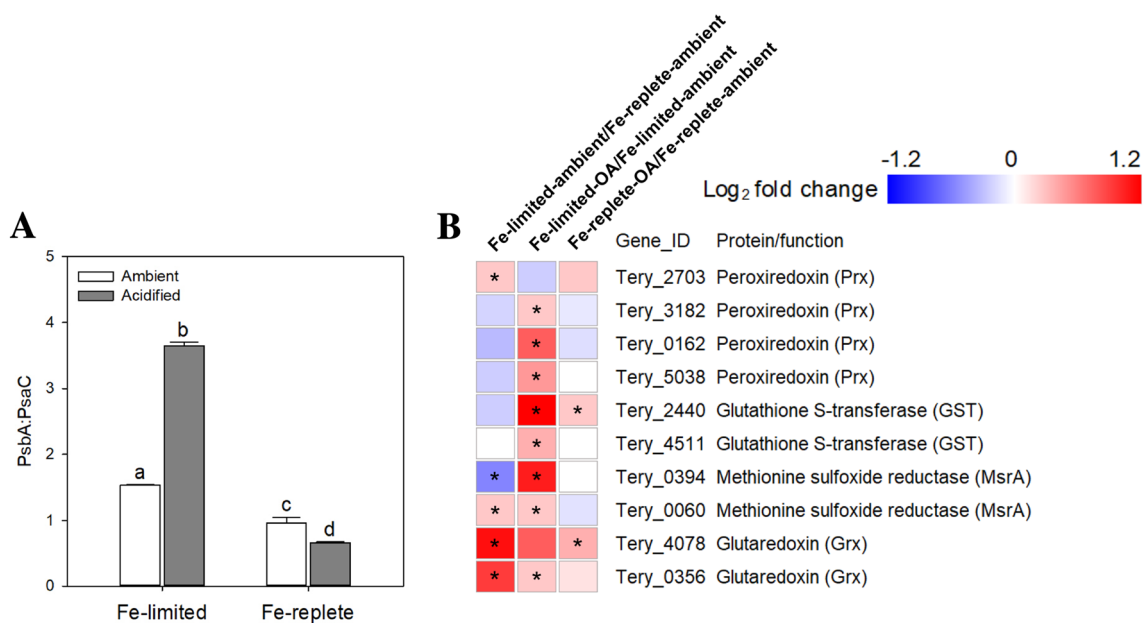 A
PsbA:PsaC
5
4
3
2
1
0
Ambient
Acidified
a
b
c
d
Fe-limited
Fe-replete
B
Fe-limited-ambient/Fe-replete-ambient
Fe-limited-OA/Fe-limited-ambient
Fe-replete-OA/Fe-replete-ambient
-1.2 0 1.2
Log2 fold change
Gene_ID Protein/function
* Tery_2703 Peroxiredoxin (Prx)
* Tery_3182 Peroxiredoxin (Prx)
* Tery_0162 Peroxiredoxin (Prx)
* Tery_5038 Peroxiredoxin (Prx)
* * Tery_2440 Glutathione S-transferase (GST)
* Tery_4511 Glutathione S-transferase (GST)
* * Tery_0394 Methionine sulfoxide reductase (MsrA)
* * Tery_0060 Methionine sulfoxide reductase (MsrA)
* * Tery_4078 Glutaredoxin (Grx)
* * Tery_0356 Glutaredoxin (Grx)